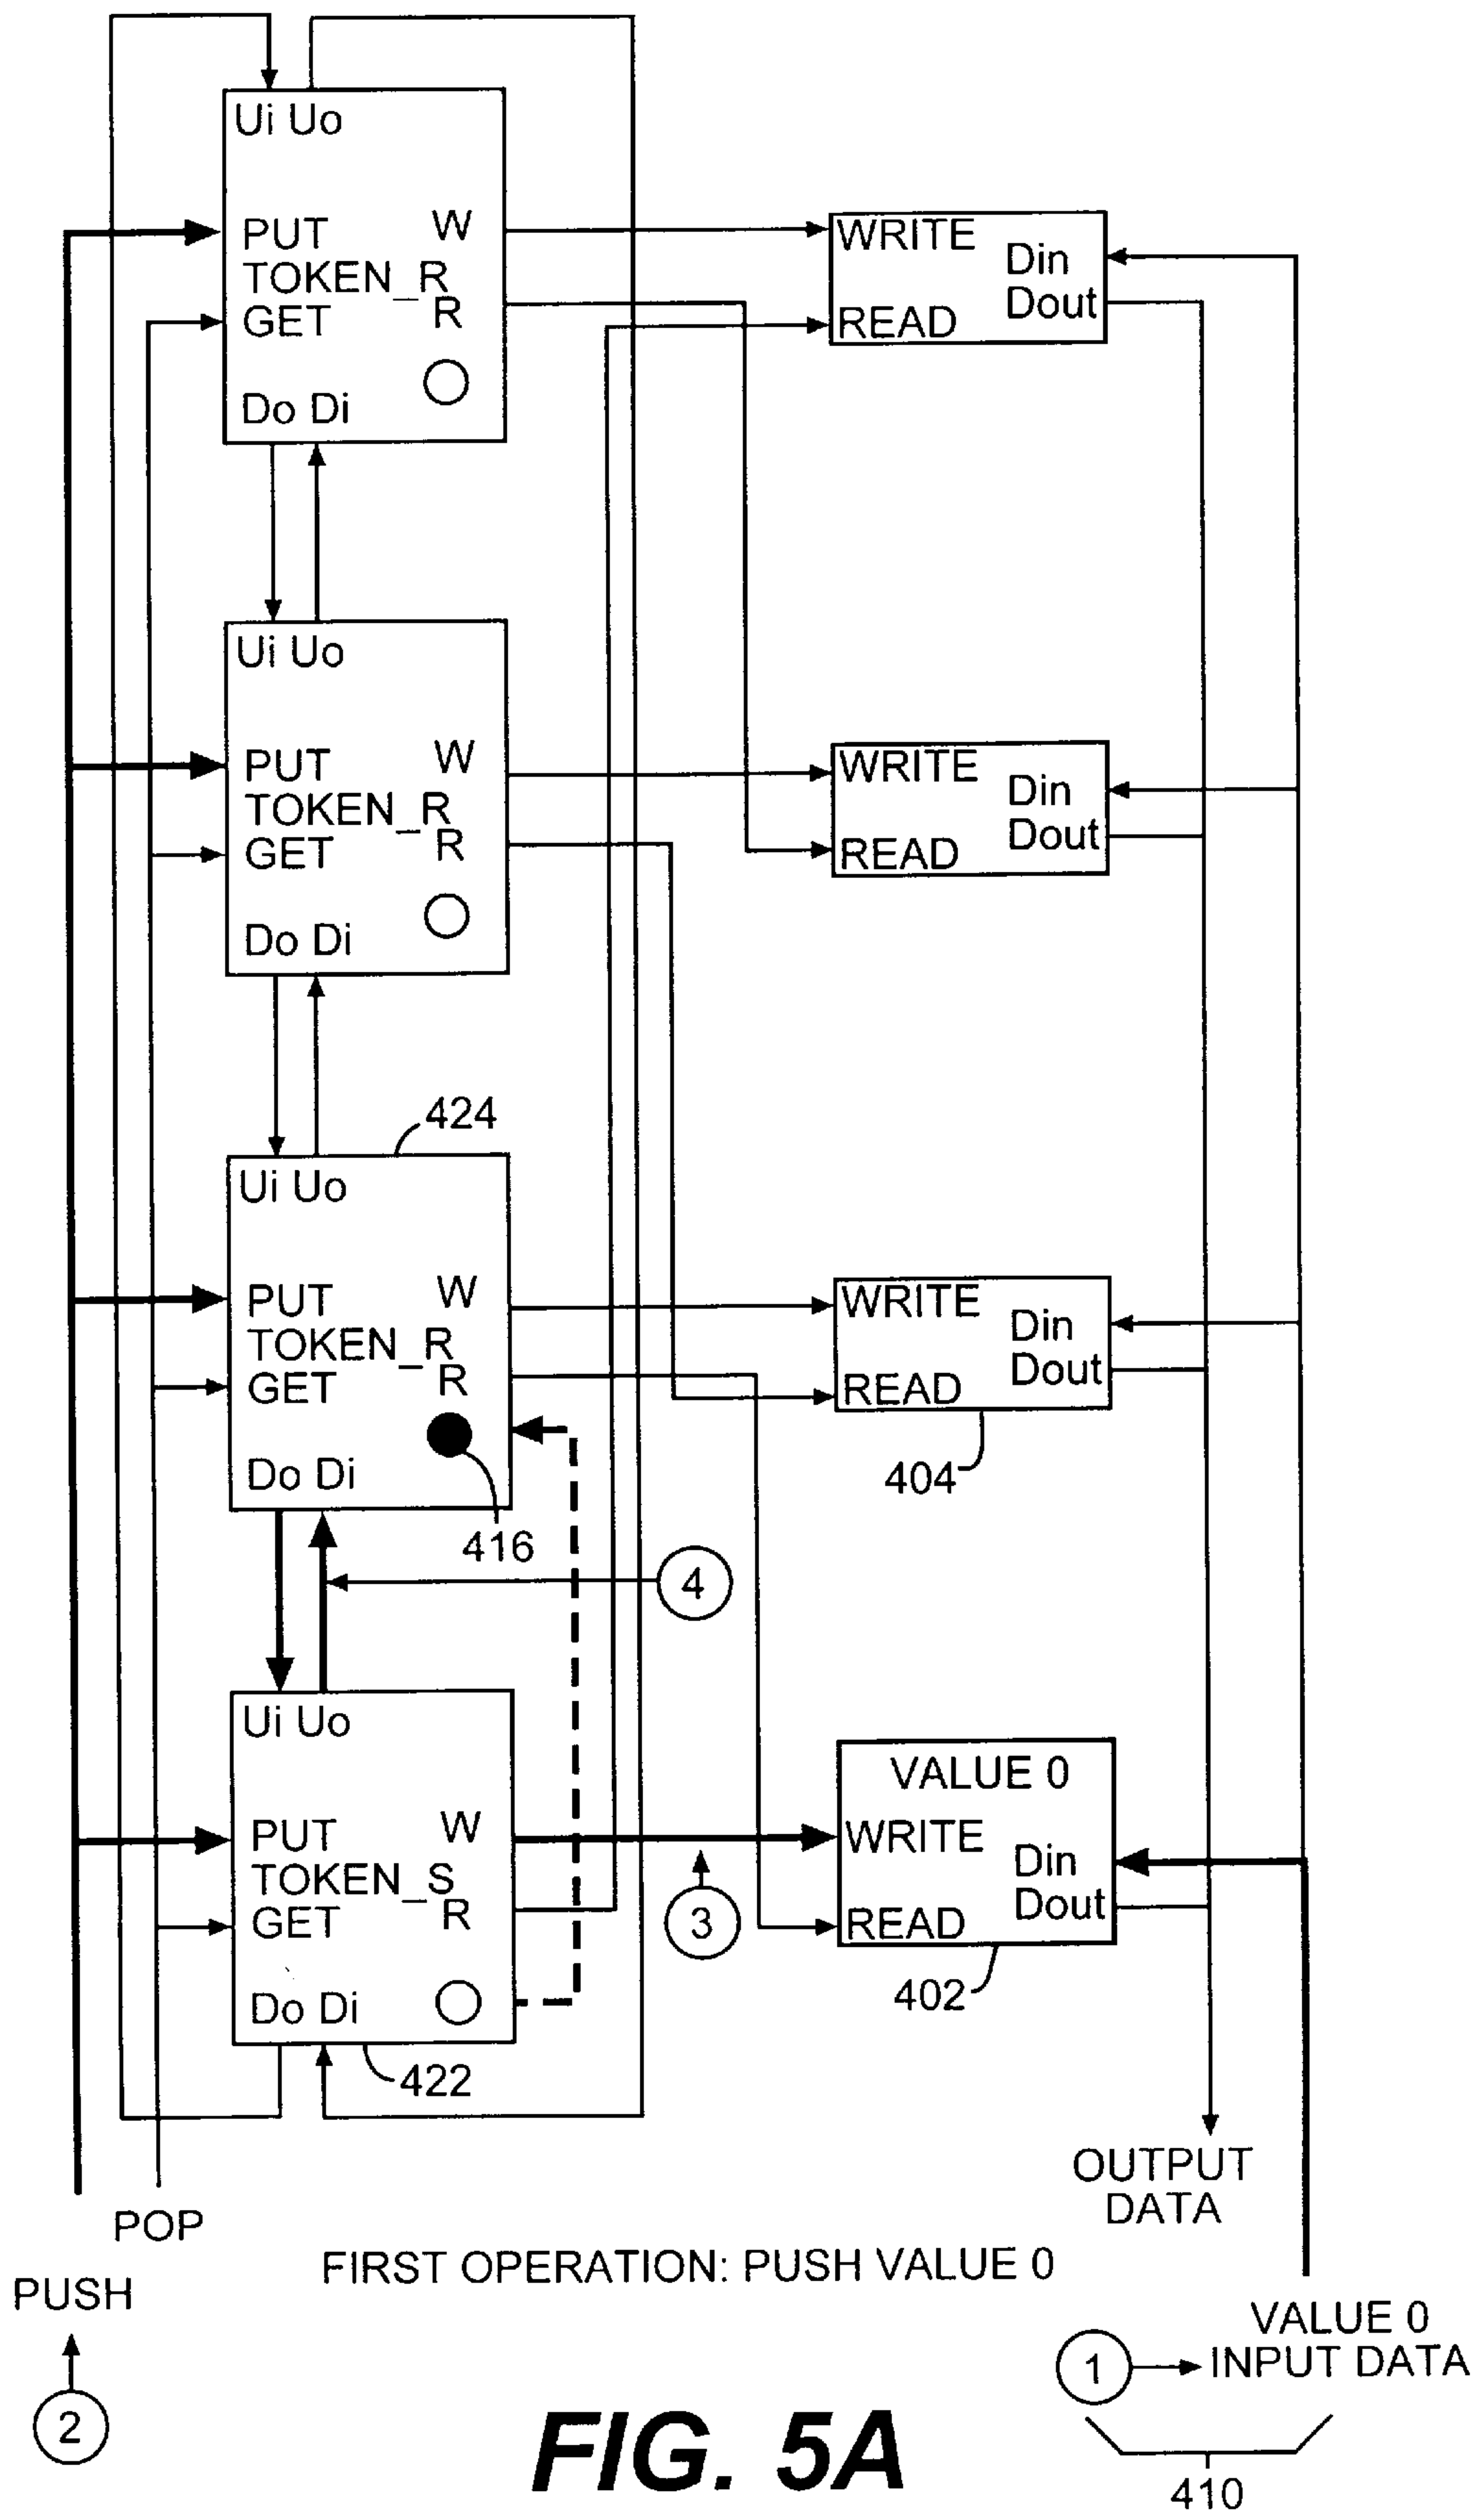 Ui Uo
PUT W
TOKEN_R
GET R
Do Di
WRITE
Din
Dout
READ
Ui Uo
PUT W
TOKEN_R
GET R
Do Di
WRITE
Din
Dout
READ
424
Ui Uo
PUT W
TOKEN_R
GET R
Do Di
416
WRITE
Din
Dout
READ
404
4
Ui Uo
PUT W
TOKEN_S
GET R
Do Di
422
3
VALUE 0
WRITE
Din
Dout
READ
402
OUTPUT
DATA
POP
FIRST OPERATION: PUSH VALUE 0
PUSH
2
VALUE 0
1 INPUT DATA
410
FIG. 5A